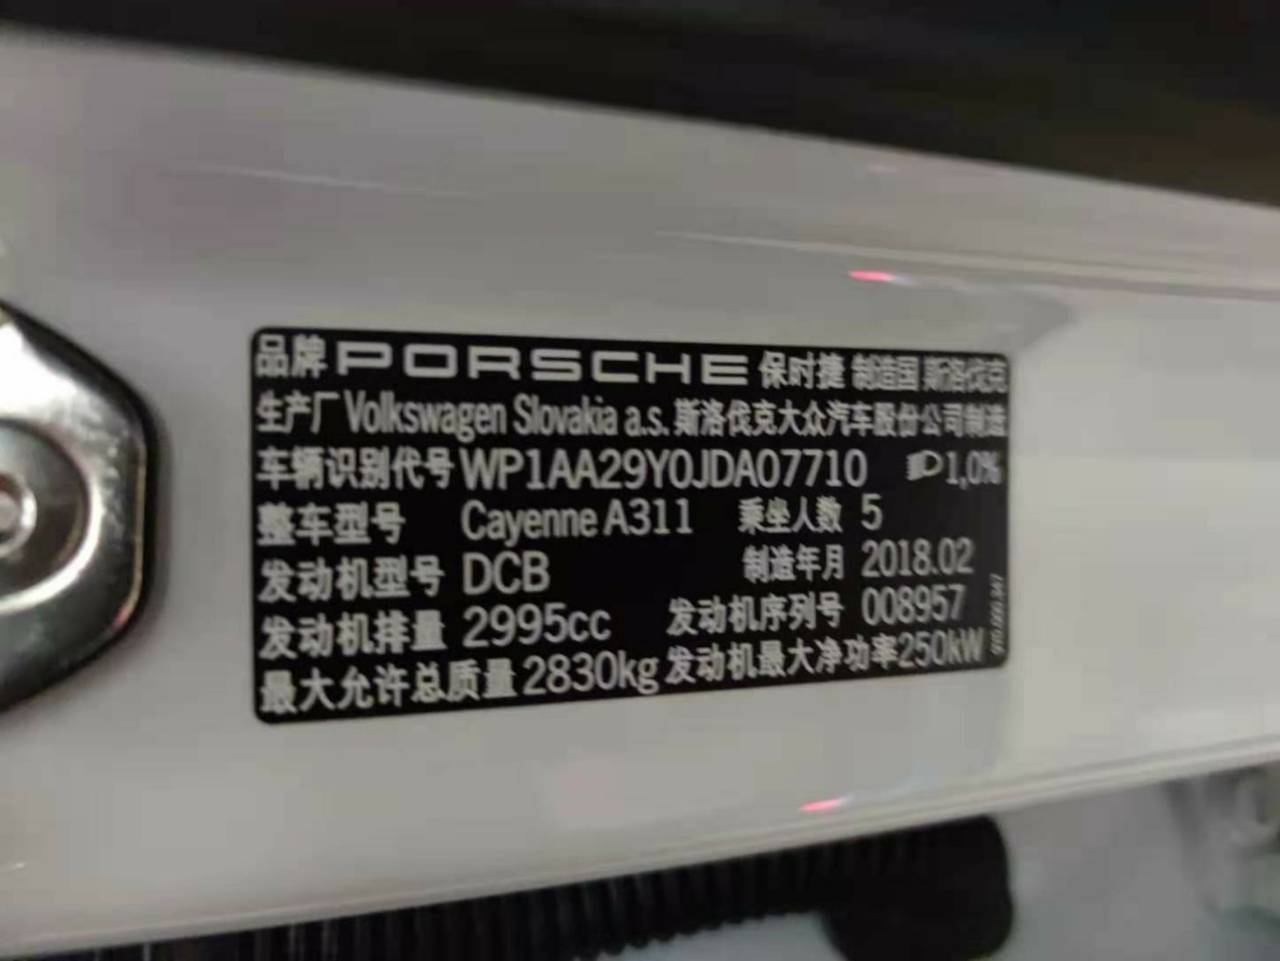 品牌 PORSCHE 保时捷 制造国 斯洛伐克
生产厂 Volkswagen Slovakia a.s. 斯洛伐克大众汽车股份公司制造
车辆识别代号 WP1AA29Y0JDA07710 1,0%
整车型号 Cayenne A311 乘坐人数 5
发动机型号 DCB 制造年月 2018.02
发动机排量 2995cc 发动机序列号 008957
最大允许总质量 2830kg 发动机最大净功率 250kW